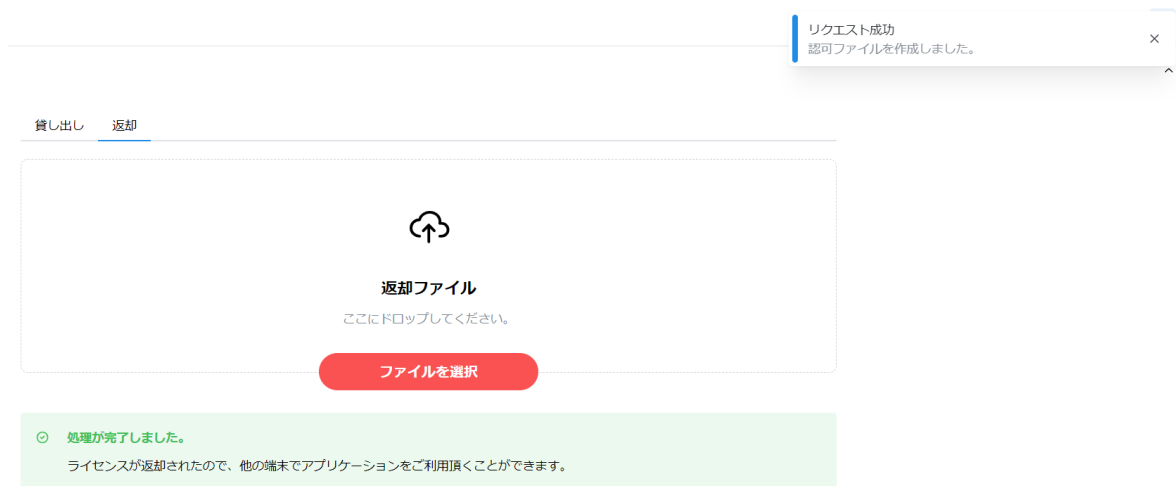 リクエスト成功
認可ファイルを作成しました。
貸し出し 返却
返却ファイル
ここにドロップしてください。
ファイルを選択
処理が完了しました。
ライセンスが返却されたので、他の端末でアプリケーションをご利用頂くことができます。